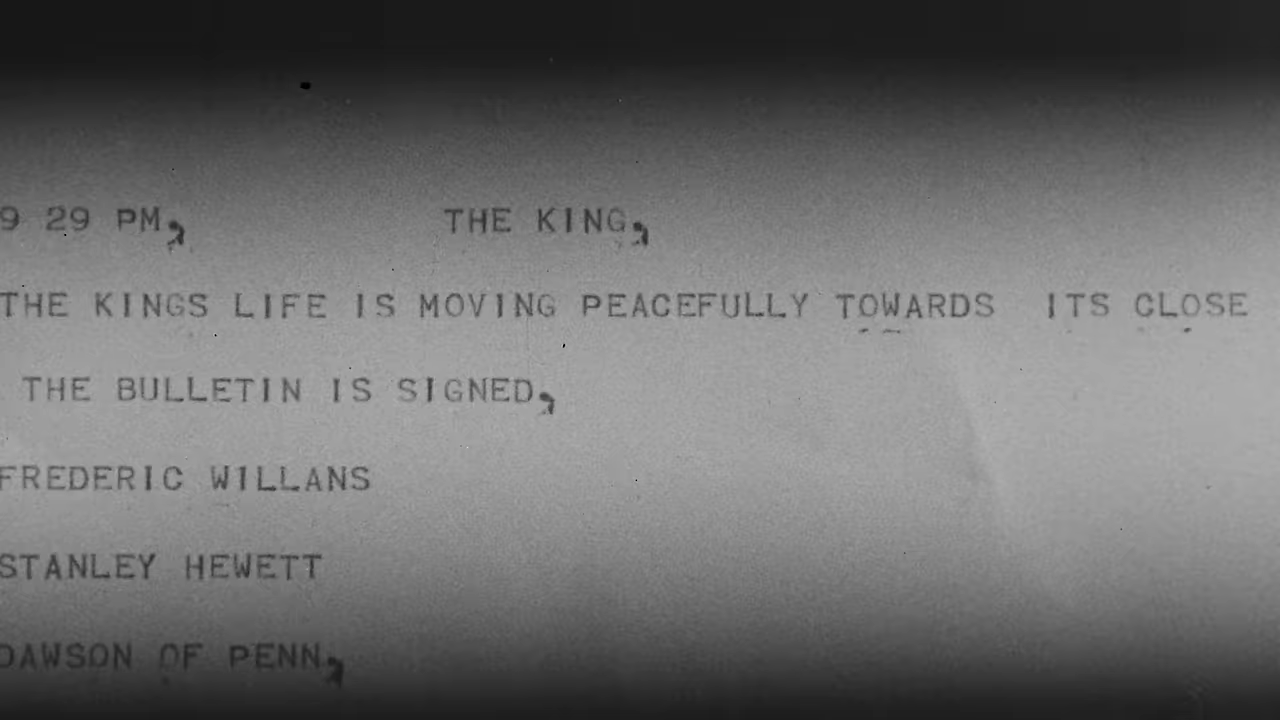 9 29 PM, THE KING,
THE KINGS LIFE IS MOVING PEACEFULLY TOWARDS ITS CLOSE
THE BULLETIN IS SIGNED,
FREDERIC WILLANS
STANLEY HEWETT
DAWSON OF PENN,